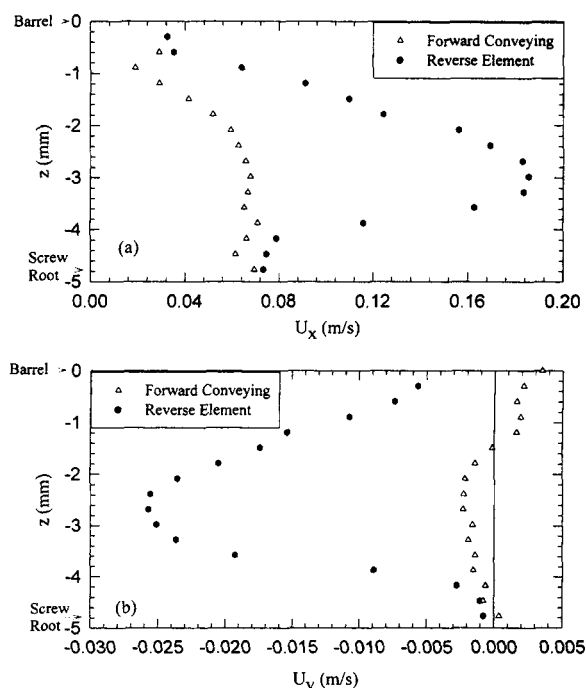 Barrel
0
Forward Conveying
Reverse Element
-1
-2
z (mm)
-3
-4
(a)
Screw
Root
-5
0.00 0.04 0.08 0.12 0.16 0.20
Ux (m/s)
Barrel
0
Forward Conveying
Reverse Element
-1
-2
z (mm)
-3
-4
(b)
Screw
Root
-5
-0.030 -0.025 -0.020 -0.015 -0.010 -0.005 0.000 0.005
Uy (m/s)